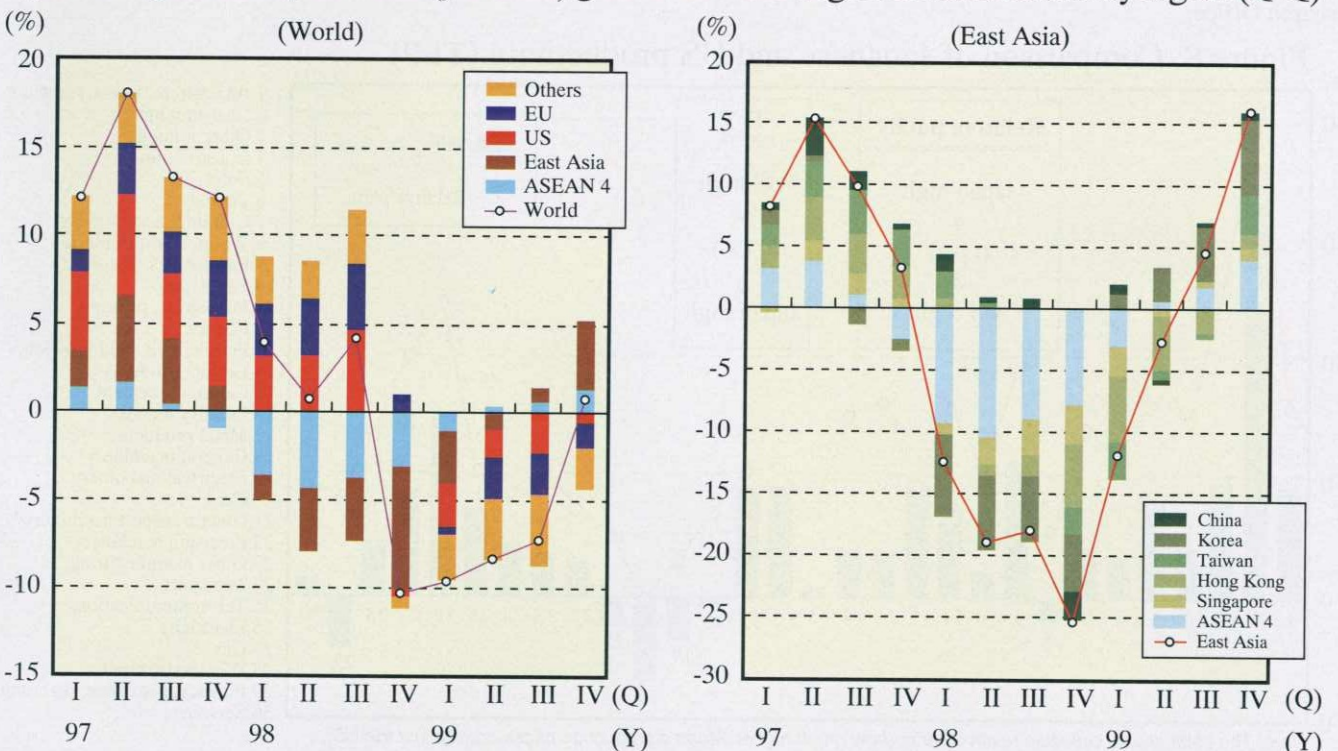 (%)
(World)
20
15
10
5
0
-5
-10
-15
Others
EU
US
East Asia
ASEAN 4
World
I II III IV I II III IV I II III IV (Q)
97 98 99 (Y)
(%)
(East Asia)
20
15
10
5
0
-5
-10
-15
-20
-25
-30
China
Korea
Taiwan
Hong Kong
Singapore
ASEAN 4
East Asia
I II III IV I II III IV I II III IV (Q)
97 98 99 (Y)